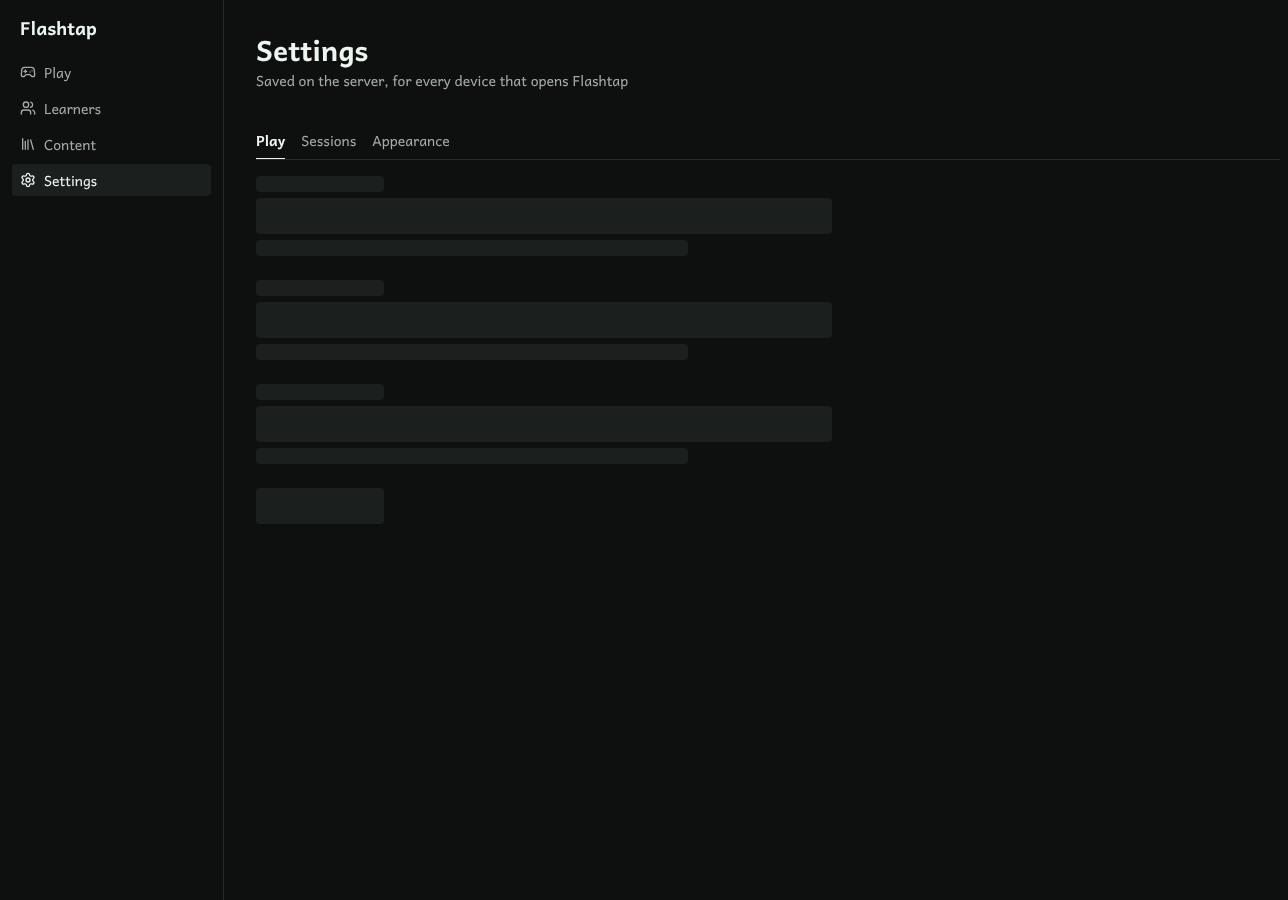 Flashtap
Play
Learners
Content
Settings
Settings
Saved on the server, for every device that opens Flashtap
Play Sessions Appearance